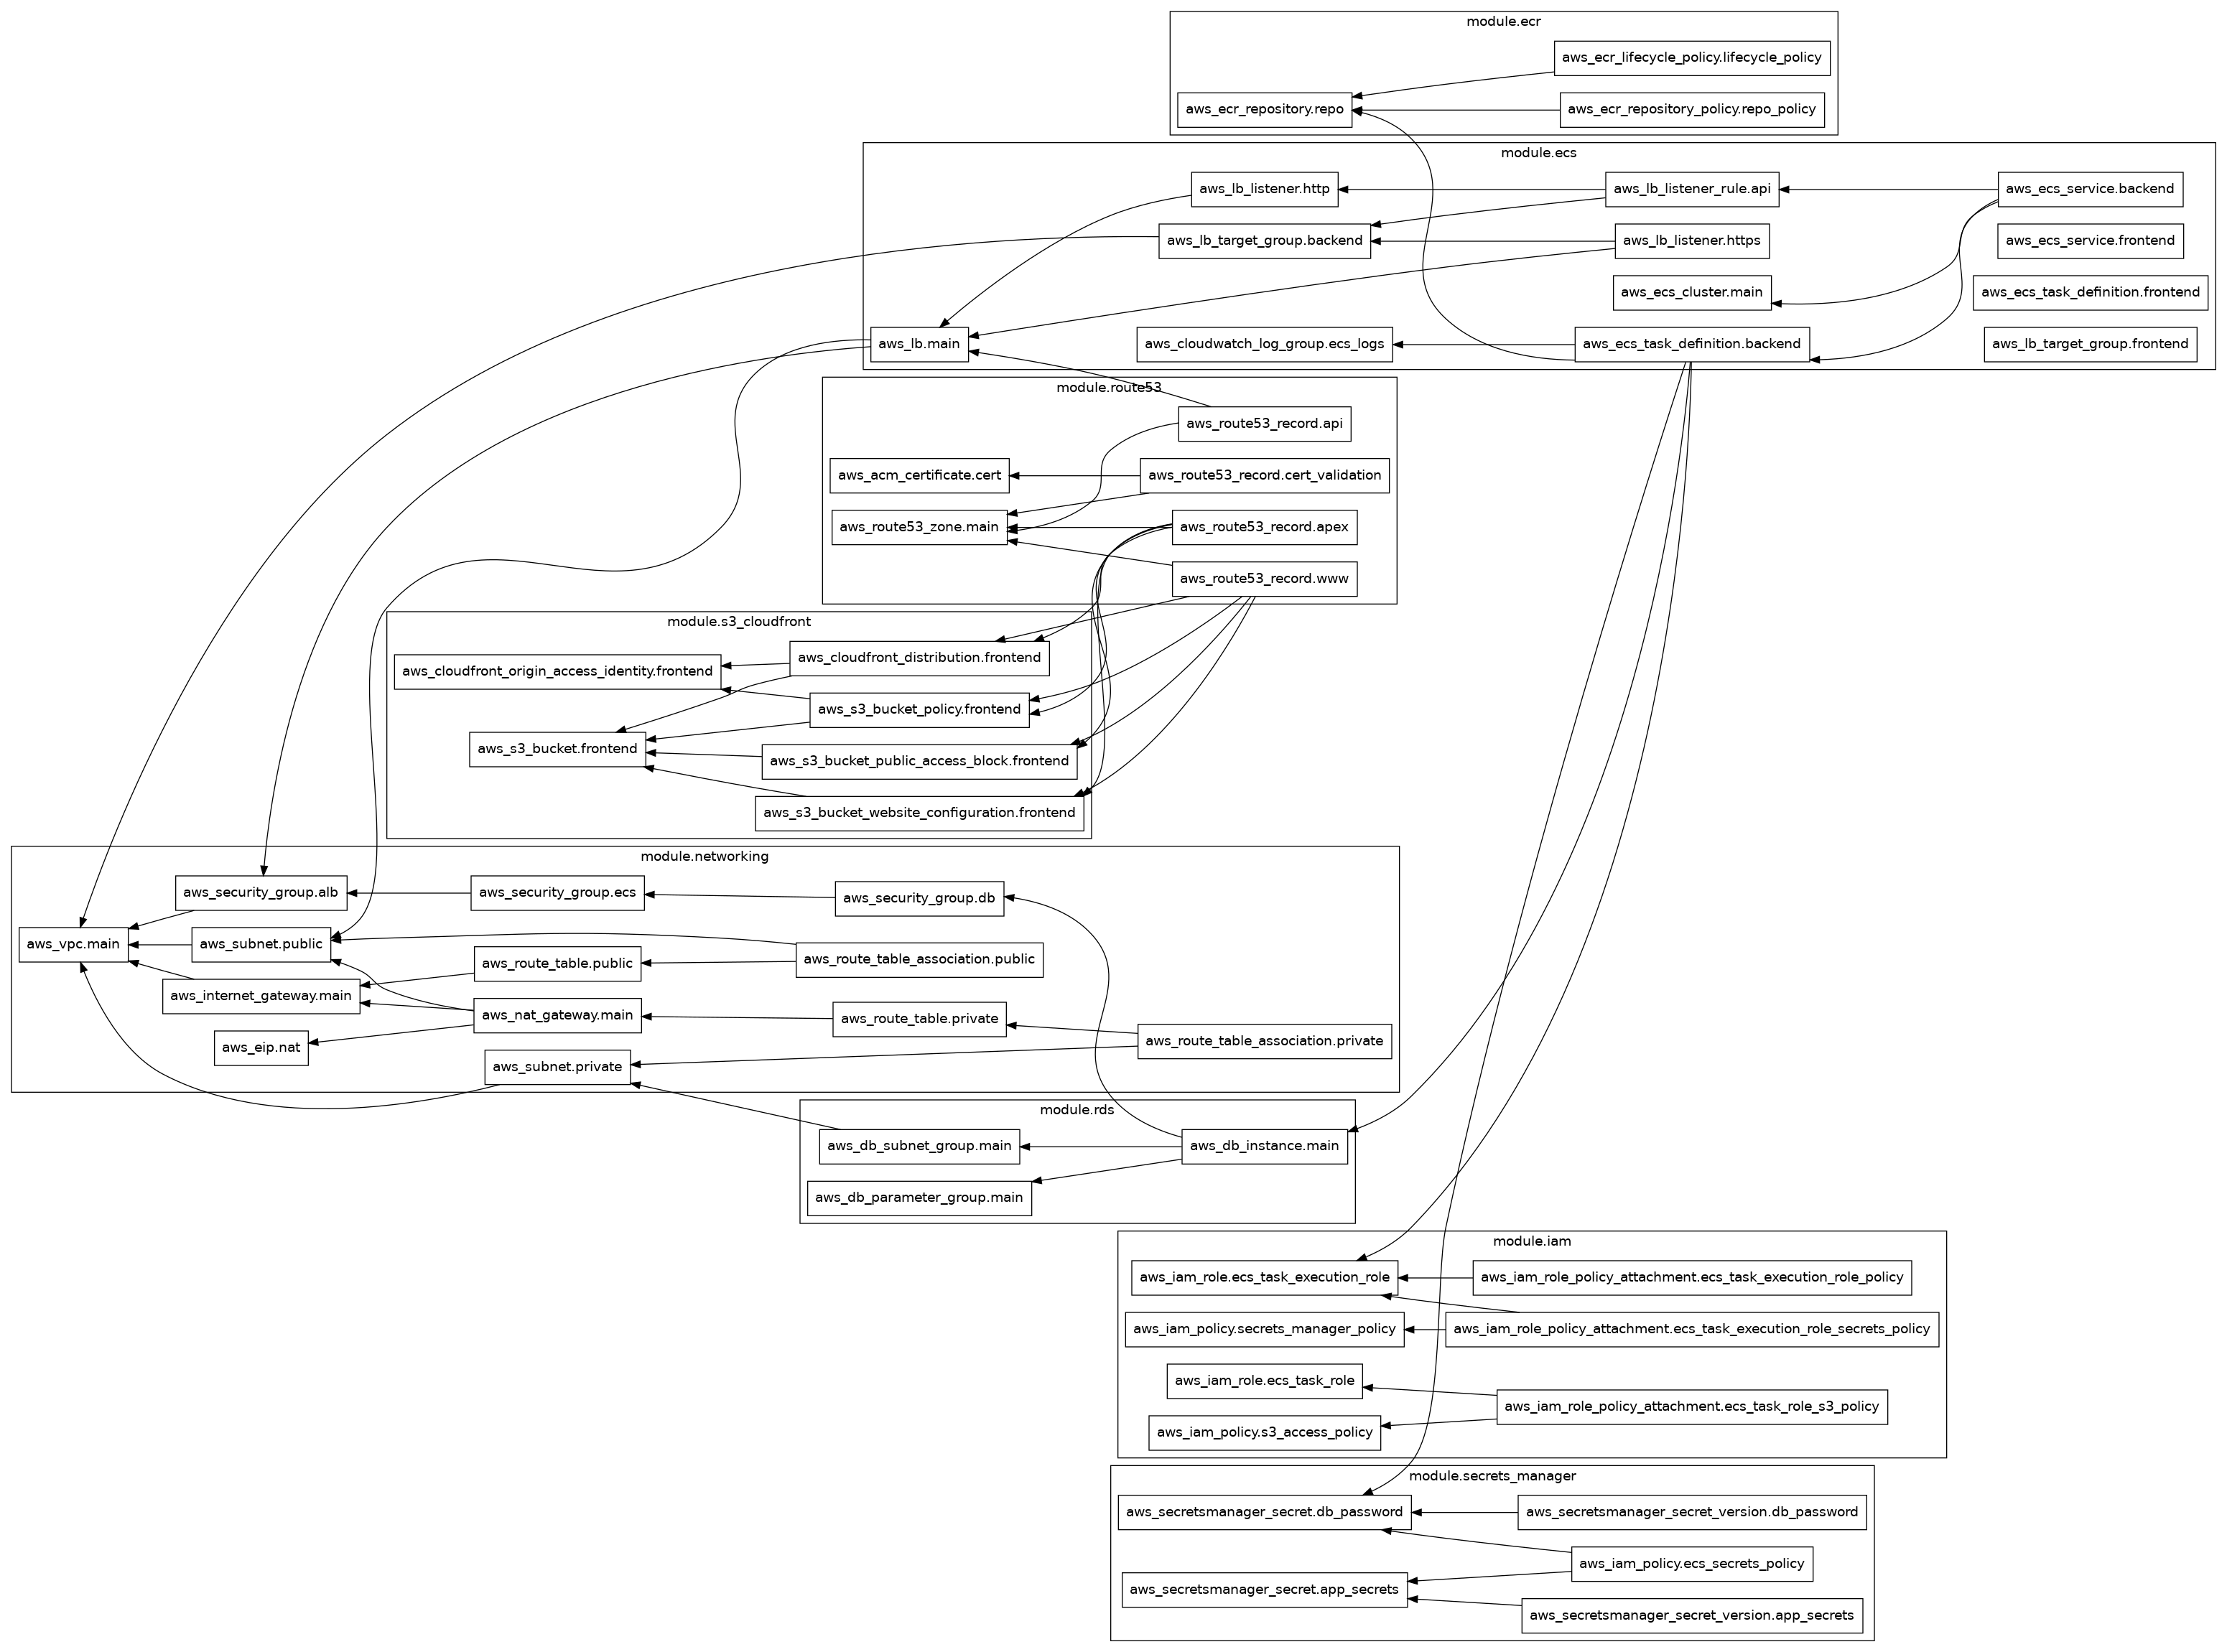 module.ecr
aws_ecr_lifecycle_policy.lifecycle_policy
aws_ecr_repository.repo
aws_ecr_repository_policy.repo_policy
module.ecs
aws_lb_listener.http
aws_lb_listener_rule.api
aws_ecs_service.backend
aws_lb_target_group.backend
aws_lb_listener.https
aws_ecs_service.frontend
aws_ecs_cluster.main
aws_ecs_task_definition.frontend
aws_lb.main
aws_cloudwatch_log_group.ecs_logs
aws_ecs_task_definition.backend
aws_lb_target_group.frontend
module.route53
aws_route53_record.api
aws_acm_certificate.cert
aws_route53_record.cert_validation
aws_route53_zone.main
aws_route53_record.apex
aws_route53_record.www
module.s3_cloudfront
aws_cloudfront_distribution.frontend
aws_cloudfront_origin_access_identity.frontend
aws_s3_bucket_policy.frontend
aws_s3_bucket.frontend
aws_s3_bucket_public_access_block.frontend
aws_s3_bucket_website_configuration.frontend
module.networking
aws_security_group.alb
aws_security_group.ecs
aws_security_group.db
aws_vpc.main
aws_subnet.public
aws_route_table.public
aws_route_table_association.public
aws_internet_gateway.main
aws_nat_gateway.main
aws_route_table.private
aws_eip.nat
aws_route_table_association.private
aws_subnet.private
module.rds
aws_db_subnet_group.main
aws_db_instance.main
aws_db_parameter_group.main
module.iam
aws_iam_role.ecs_task_execution_role
aws_iam_role_policy_attachment.ecs_task_execution_role_policy
aws_iam_policy.secrets_manager_policy
aws_iam_role_policy_attachment.ecs_task_execution_role_secrets_policy
aws_iam_role.ecs_task_role
aws_iam_role_policy_attachment.ecs_task_role_s3_policy
aws_iam_policy.s3_access_policy
module.secrets_manager
aws_secretsmanager_secret.db_password
aws_secretsmanager_secret_version.db_password
aws_iam_policy.ecs_secrets_policy
aws_secretsmanager_secret.app_secrets
aws_secretsmanager_secret_version.app_secrets